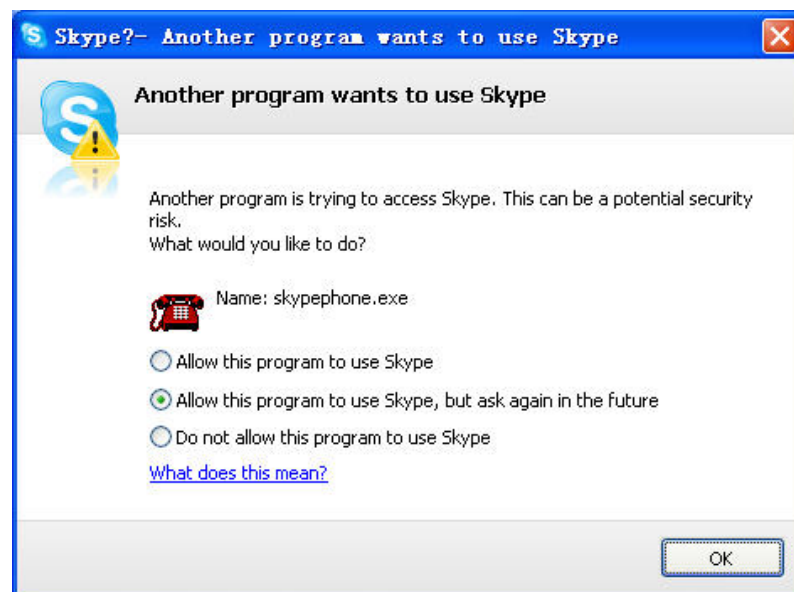 Skype?- Another program wants to use Skype
Another program wants to use Skype
Another program is trying to access Skype. This can be a potential security
risk.
What would you like to do?
Name: skypephone.exe
Allow this program to use Skype
Allow this program to use Skype, but ask again in the future
Do not allow this program to use Skype
What does this mean?
OK